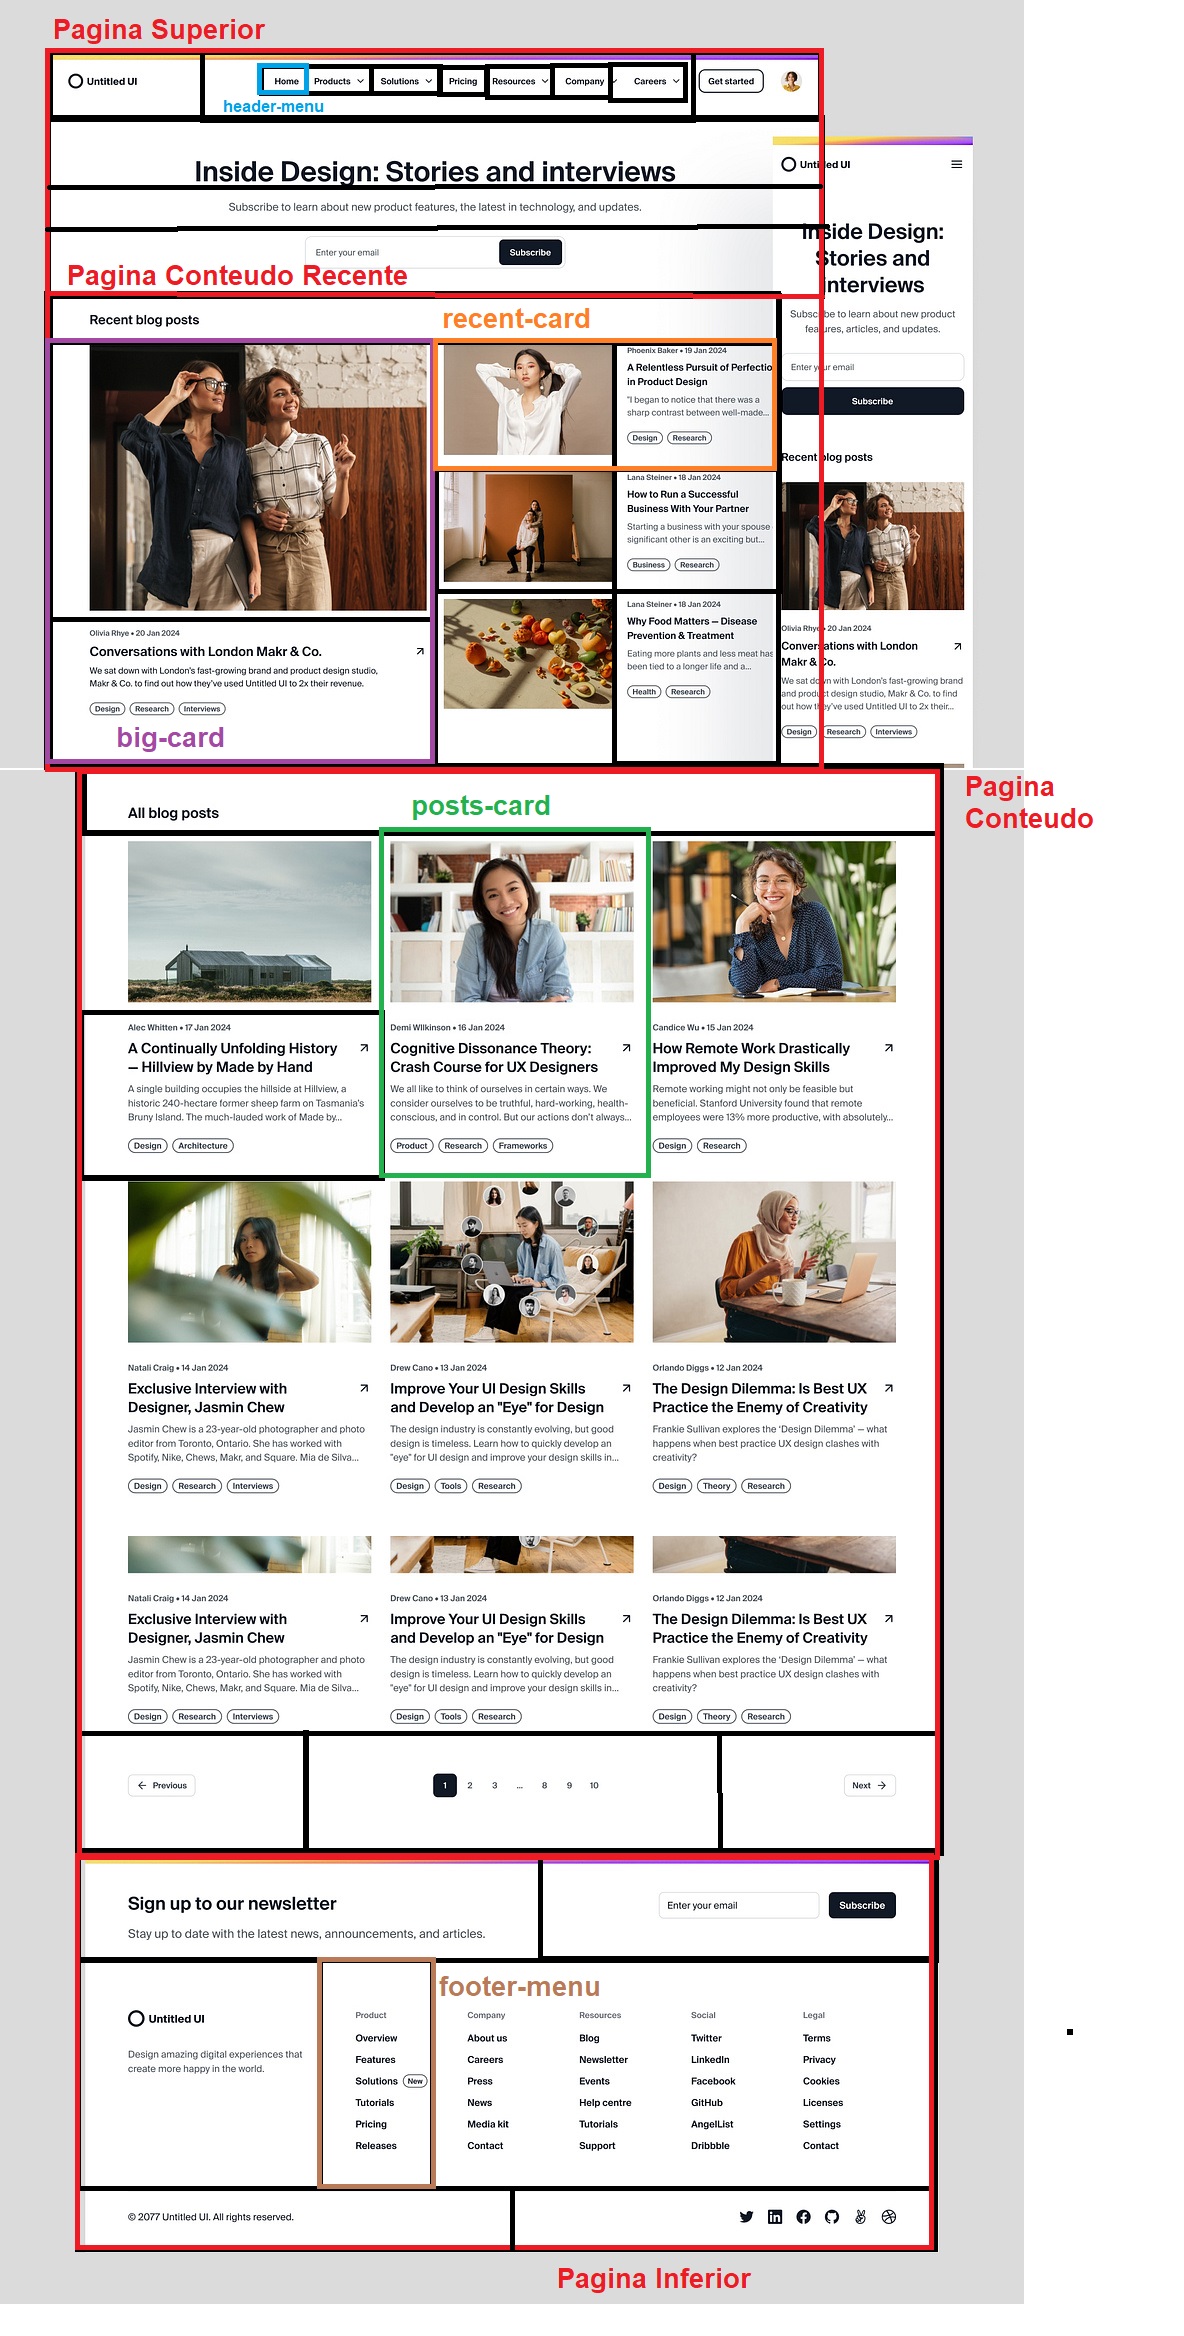 Pagina Superior
Untitled UI
Home
Products
Solutions
Pricing
Resources
Company
Careers
Get started
header-menu
Inside Design: Stories and interviews
Subscribe to learn about new product features, the latest in technology, and updates.
Enter your email
Subscribe
Untitled UI
Inside Design:
Stories and
interviews
Subscribe to learn about new product
features, articles, and updates.
Enter your email
Subscribe
Recent blog posts
Olivia Rhye • 20 Jan 2024
Conversations with London
Makr & Co.
We sat down with London's fast-growing brand
and product design studio, Makr & Co. to find
out how they've used Untitled UI to 2x their...
Design
Research
Interviews
Pagina Conteudo Recente
Recent blog posts
recent-card
Olivia Rhye • 20 Jan 2024
Conversations with London Makr & Co.
We sat down with London's fast-growing brand and product design studio,
Makr & Co. to find out how they've used Untitled UI to 2x their revenue.
Design
Research
Interviews
big-card
Phoenix Baker • 19 Jan 2024
A Relentless Pursuit of Perfectio
in Product Design
"I began to notice that there was a
sharp contrast between well-made...
Design
Research
Lana Steiner • 18 Jan 2024
How to Run a Successful
Business With Your Partner
Starting a business with your spouse
significant other is an exciting but...
Business
Research
Lana Steiner • 18 Jan 2024
Why Food Matters — Disease
Prevention & Treatment
Eating more plants and less meat has
been tied to a longer life and a...
Health
Research
Pagina
Conteudo
All blog posts
posts-card
Alec Whitten • 17 Jan 2024
A Continually Unfolding History
— Hillview by Made by Hand
A single building occupies the hillside at Hillview, a
historic 240-hectare former sheep farm on Tasmania's
Bruny Island. The much-lauded work of Made by...
Design
Architecture
Demi WIlkinson • 16 Jan 2024
Cognitive Dissonance Theory:
Crash Course for UX Designers
We all like to think of ourselves in certain ways. We
consider ourselves to be truthful, hard-working, health-
conscious, and in control. But our actions don't always...
Product
Research
Frameworks
Candice Wu • 15 Jan 2024
How Remote Work Drastically
Improved My Design Skills
Remote working might not only be feasible but
beneficial. Stanford University found that remote
employees were 13% more productive, with absolutely...
Design
Research
Natali Craig • 14 Jan 2024
Exclusive Interview with
Designer, Jasmin Chew
Jasmin Chew is a 23-year-old photographer and photo
editor from Toronto, Ontario. She has worked with
Spotify, Nike, Chews, Makr, and Square. Mia de Silva...
Design
Research
Interviews
Drew Cano • 13 Jan 2024
Improve Your UI Design Skills
and Develop an "Eye" for Design
The design industry is constantly evolving, but good
design is timeless. Learn how to quickly develop an
"eye" for UI design and improve your design skills in...
Design
Tools
Research
Orlando Diggs • 12 Jan 2024
The Design Dilemma: Is Best UX
Practice the Enemy of Creativity
Frankie Sullivan explores the 'Design Dilemma' — what
happens when best practice UX design clashes with
creativity?
Design
Theory
Research
Natali Craig • 14 Jan 2024
Exclusive Interview with
Designer, Jasmin Chew
Jasmin Chew is a 23-year-old photographer and photo
editor from Toronto, Ontario. She has worked with
Spotify, Nike, Chews, Makr, and Square. Mia de Silva...
Design
Research
Interviews
Drew Cano • 13 Jan 2024
Improve Your UI Design Skills
and Develop an "Eye" for Design
The design industry is constantly evolving, but good
design is timeless. Learn how to quickly develop an
"eye" for UI design and improve your design skills in...
Design
Tools
Research
Orlando Diggs • 12 Jan 2024
The Design Dilemma: Is Best UX
Practice the Enemy of Creativity
Frankie Sullivan explores the 'Design Dilemma' — what
happens when best practice UX design clashes with
creativity?
Design
Theory
Research
Previous
1 2 3 ... 8 9 10
Next
Sign up to our newsletter
Stay up to date with the latest news, announcements, and articles.
Enter your email
Subscribe
footer-menu
Untitled UI
Design amazing digital experiences that
create more happy in the world.
Product
Overview
Features
Solutions New
Tutorials
Pricing
Releases
Company
About us
Careers
Press
News
Media kit
Contact
Resources
Blog
Newsletter
Events
Help centre
Tutorials
Support
Social
Twitter
LinkedIn
Facebook
GitHub
AngelList
Dribbble
Legal
Terms
Privacy
Cookies
Licenses
Settings
Contact
© 2077 Untitled UI. All rights reserved.
Pagina Inferior